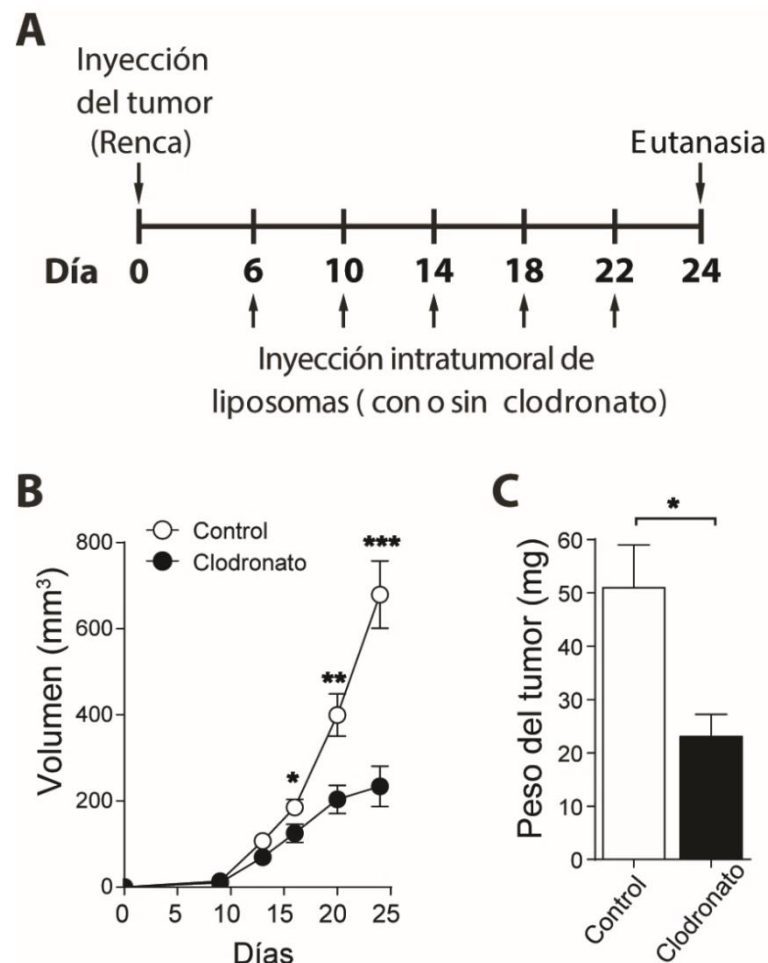 A
Inyección
del tumor
(Renca)
Eutanasia
Día 0 6 10 14 18 22 24
Inyección intratumoral de
liposomas ( con o sin clodronato)
B
Control
Clodronato
Volumen (mm³)
800
600
400
200
0
*
**
***
0 5 10 15 20 25
Días
C
*
Peso del tumor (mg)
60
50
40
30
20
10
0
Control
Clodronato